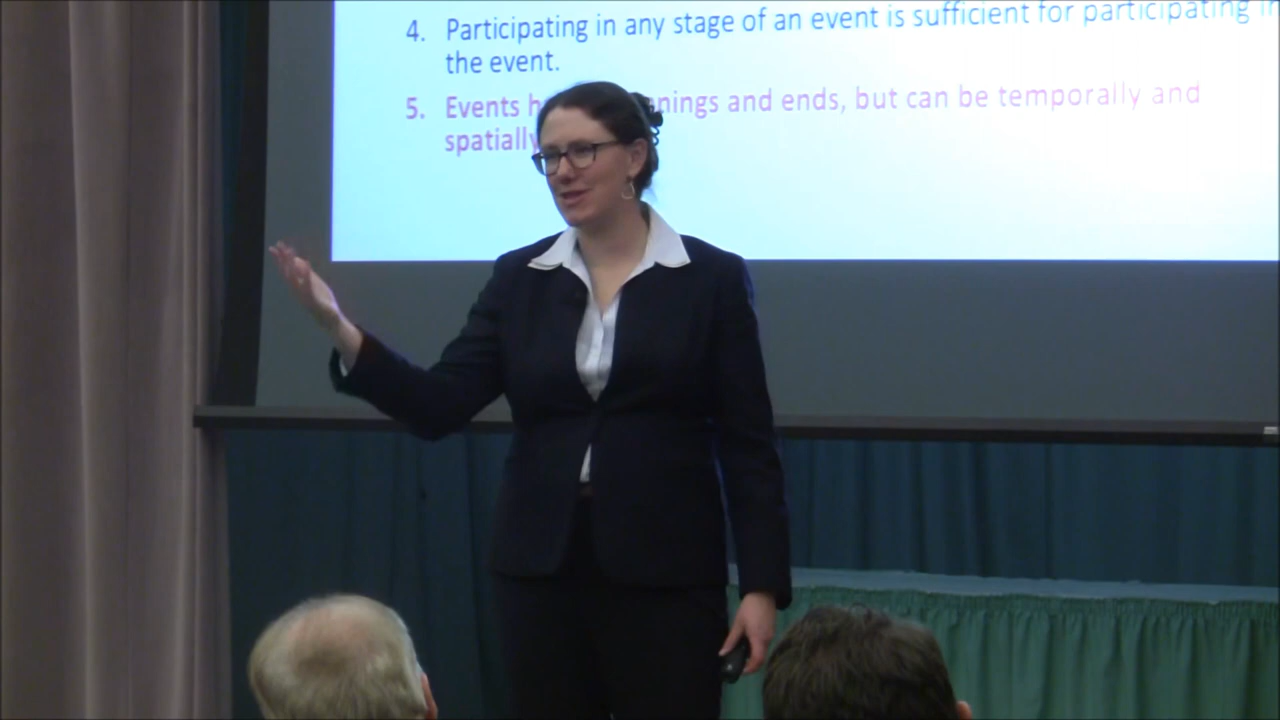 4. Participating in any stage of an event is sufficient for participating in
the event.
5. Events nings and ends, but can be temporally and
spatially